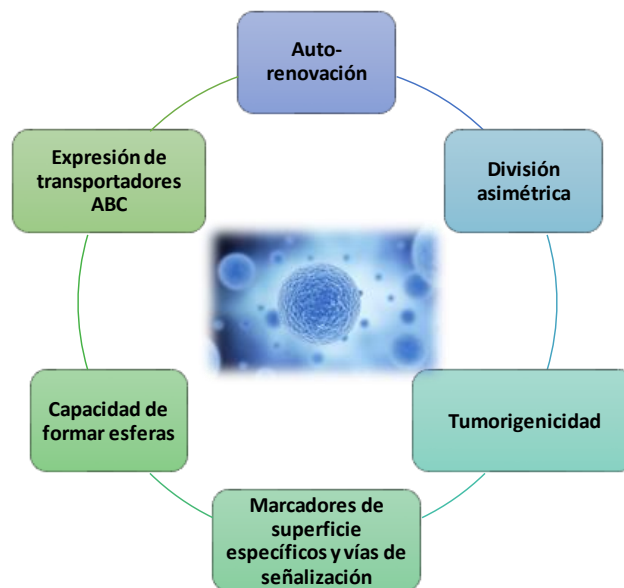 Auto-
renovación
División
asimétrica
Tumorigenicidad
Marcadores de
superficie
específicos y vías de
señalización
Capacidad de
formar esferas
Expresión de
transportadores
ABC